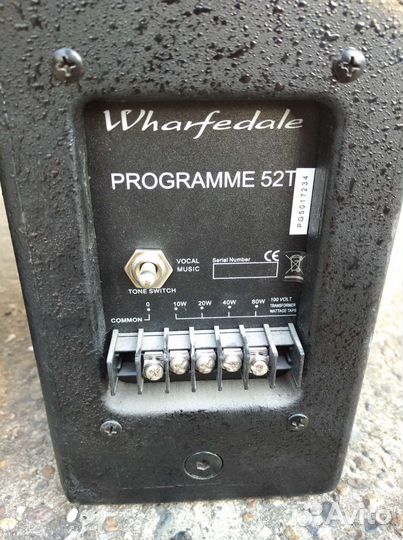 Wharfedale
PROGRAMME 52T
PG5017234
VOCAL
MUSIC
Serial Number
CE
TONE SWITCH
0 10W 20W 40W 80W 100 VOLT
COMMON TRANSFORMER
WATTAGE TAPS
Avito